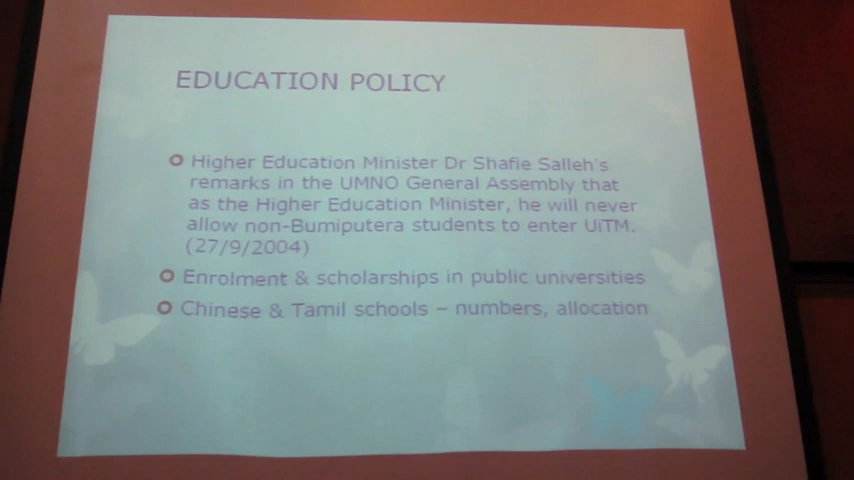 EDUCATION POLICY
Higher Education Minister Dr Shafie Salleh's
remarks in the UMNO General Assembly that
as the Higher Education Minister, he will never
allow non-Bumiputera students to enter UiTM.
(27/9/2004)
Enrolment & scholarships in public universities
Chinese & Tamil schools – numbers, allocation